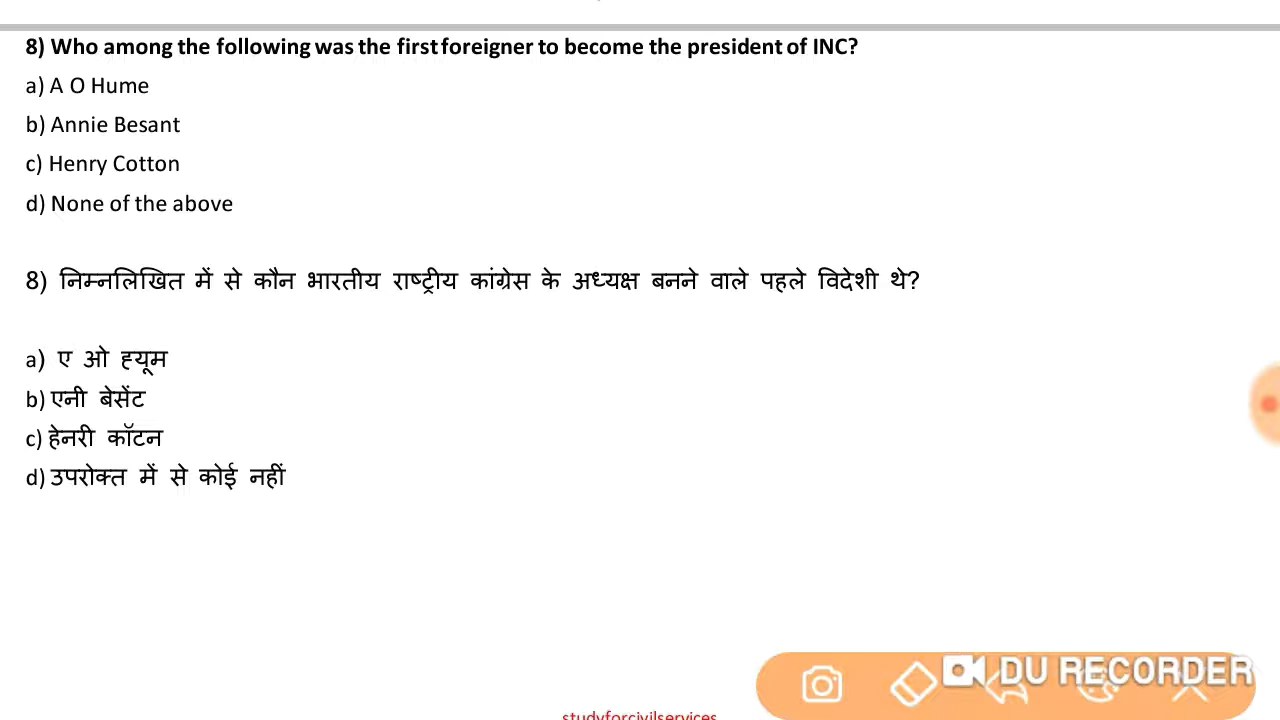 8) Who among the following was the first foreigner to become the president of INC?
a) A O Hume
b) Annie Besant
c) Henry Cotton
d) None of the above
8) निम्नलिखित में से कौन भारतीय राष्ट्रीय कांग्रेस के अध्यक्ष बनने वाले पहले विदेशी थे?
a) ए ओ ह्यूम
b) एनी बेसेंट
c) हेनरी कॉटन
d) उपरोक्त में से कोई नहीं
DU RECORDER
studyforcivilservices